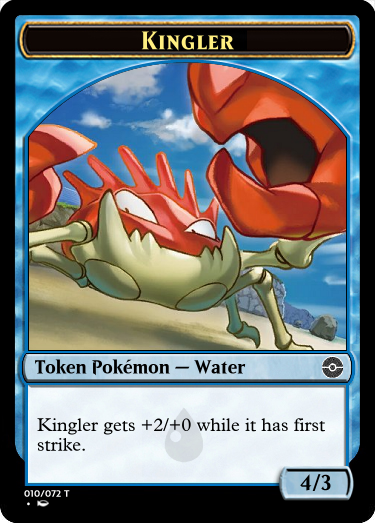 Kingler
Token Pokémon — Water
Kingler gets +2/+0 while it has first
strike.
4/3
010/072 T